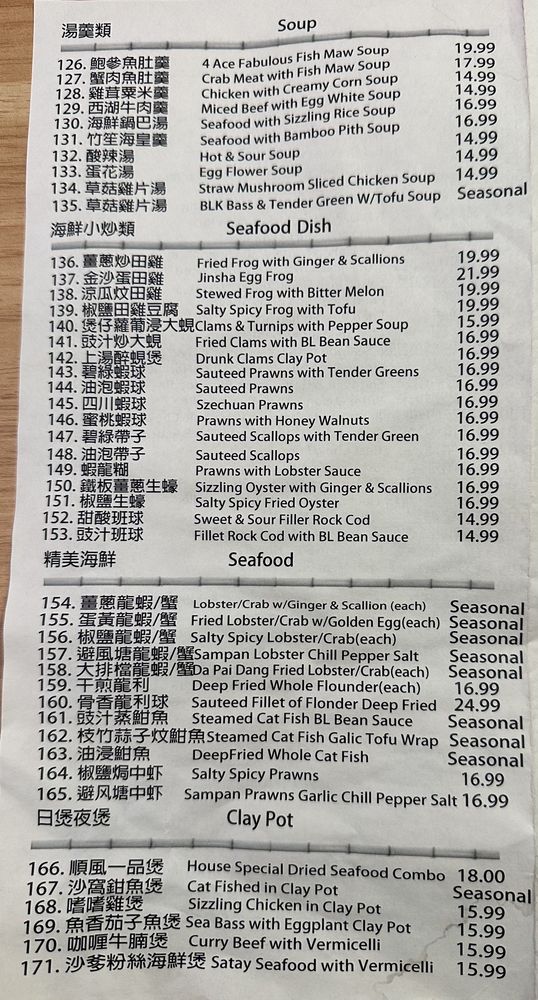 湯羹類 Soup
126. 鮑參魚肚羹 4 Ace Fabulous Fish Maw Soup 19.99
127. 蟹肉魚肚羹 Crab Meat with Fish Maw Soup 17.99
128. 雞茸粟米羹 Chicken with Creamy Corn Soup 14.99
129. 西湖牛肉羹 Miced Beef with Egg White Soup 16.99
130. 海鮮鍋巴湯 Seafood with Sizzling Rice Soup 16.99
131. 竹笙海皇羹 Seafood with Bamboo Pith Soup 16.99
132. 酸辣湯 Hot & Sour Soup 14.99
133. 蛋花湯 Egg Flower Soup 14.99
134. 草菇雞片湯 Straw Mushroom Sliced Chicken Soup 14.99
135. 草菇雞片湯 BLK Bass & Tender Green W/Tofu Soup Seasonal
海鮮小炒類 Seafood Dish
136. 薑蔥炒田雞 Fried Frog with Ginger & Scallions 19.99
137. 金沙蛋田雞 Jinsha Egg Frog 21.99
138. 涼瓜炆田雞 Stewed Frog with Bitter Melon 19.99
139. 椒鹽田雞豆腐 Salty Spicy Frog with Tofu 19.99
140. 煲仔蘿蔔浸大蜆 Clams & Turnips with Pepper Soup 15.99
141. 豉汁炒大蜆 Fried Clams with BL Bean Sauce 16.99
142. 上湯醉蜆煲 Drunk Clams Clay Pot 16.99
143. 碧綠蝦球 Sauteed Prawns with Tender Greens 16.99
144. 油泡蝦球 Sauteed Prawns 16.99
145. 四川蝦球 Szechuan Prawns 16.99
146. 蜜桃蝦球 Prawns with Honey Walnuts 16.99
147. 碧綠帶子 Sauteed Scallops with Tender Green 16.99
148. 油泡帶子 Sauteed Scallops 16.99
149. 蝦龍糊 Prawns with Lobster Sauce 16.99
150. 鐵板薑蔥生蠔 Sizzling Oyster with Ginger & Scallions 16.99
151. 椒鹽生蠔 Salty Spicy Fried Oyster 16.99
152. 甜酸班球 Sweet & Sour Filler Rock Cod 14.99
153. 豉汁班球 Fillet Rock Cod with BL Bean Sauce 14.99
精美海鮮 Seafood
154. 薑蔥龍蝦/蟹 Lobster/Crab w/Ginger & Scallion (each) Seasonal
155. 蛋黃龍蝦/蟹 Fried Lobster/Crab w/Golden Egg(each) Seasonal
156. 椒鹽龍蝦/蟹 Salty Spicy Lobster/Crab(each) Seasonal
157. 避風塘龍蝦/蟹 Sampan Lobster Chill Pepper Salt Seasonal
158. 大排檔龍蝦/蟹 Da Pai Dang Fried Lobster/Crab(each) Seasonal
159. 干煎龍利 Deep Fried Whole Flounder(each) 16.99
160. 骨香龍利球 Sauteed Fillet of Flonder Deep Fried 24.99
161. 豉汁蒸鉗魚 Steamed Cat Fish BL Bean Sauce Seasonal
162. 枝竹蒜子炆鉗魚 Steamed Cat Fish Galic Tofu Wrap Seasonal
163. 油浸鉗魚 DeepFried Whole Cat Fish Seasonal
164. 椒鹽焗中虾 Salty Spicy Prawns 16.99
165. 避风塘中虾 Sampan Prawns Garlic Chill Pepper Salt 16.99
日煲夜煲 Clay Pot
166. 順風一品煲 House Special Dried Seafood Combo 18.00
167. 沙窩鉗魚煲 Cat Fished in Clay Pot Seasonal
168. 嗜嗜雞煲 Sizzling Chicken in Clay Pot 15.99
169. 魚香茄子魚煲 Sea Bass with Eggplant Clay Pot 15.99
170. 咖喱牛腩煲 Curry Beef with Vermicelli 15.99
171. 沙爹粉絲海鮮煲 Satay Seafood with Vermicelli 15.99